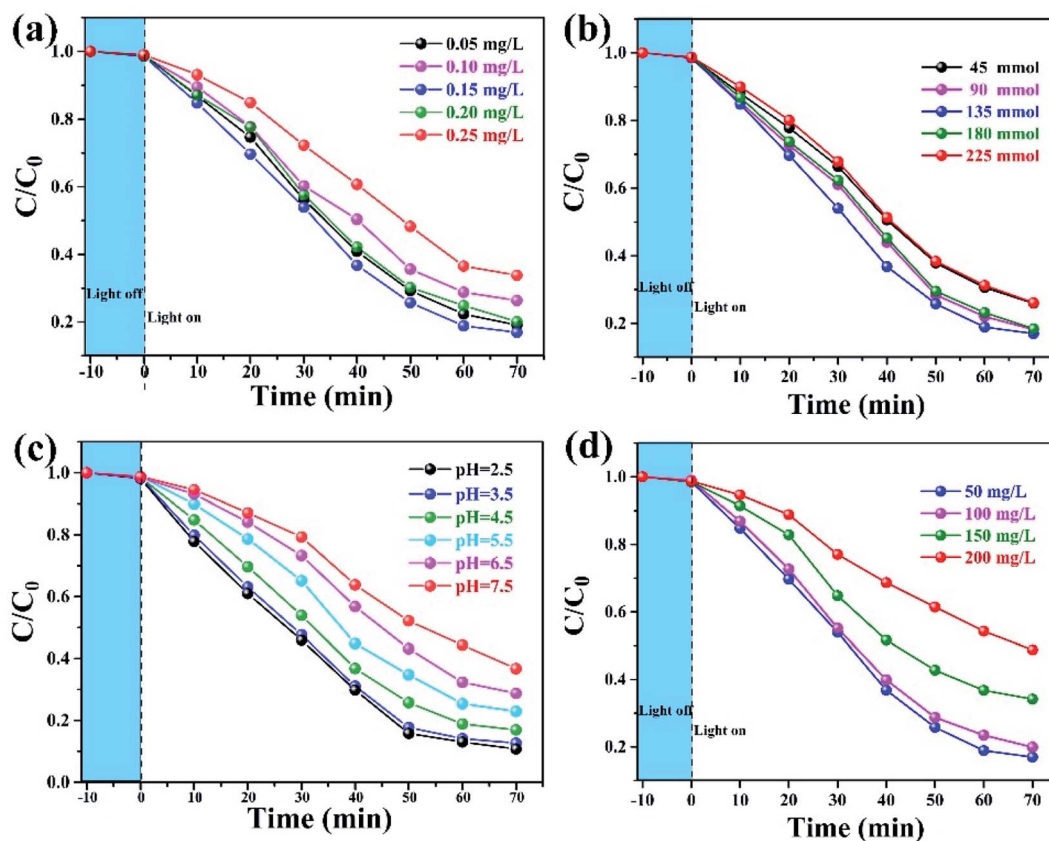 (a)
0.05 mg/L
0.10 mg/L
0.15 mg/L
0.20 mg/L
0.25 mg/L
1.0
0.8
0.6
0.4
0.2
C/C0
Light off
Light on
-10 0 10 20 30 40 50 60 70
Time (min)
(b)
45 mmol
90 mmol
135 mmol
180 mmol
225 mmol
1.0
0.8
0.6
0.4
0.2
C/C0
Light off
Light on
-10 0 10 20 30 40 50 60 70
Time (min)
(c)
pH=2.5
pH=3.5
pH=4.5
pH=5.5
pH=6.5
pH=7.5
1.0
0.8
0.6
0.4
0.2
0.0
C/C0
-10 0 10 20 30 40 50 60 70
Time (min)
(d)
50 mg/L
100 mg/L
150 mg/L
200 mg/L
1.0
0.8
0.6
0.4
0.2
C/C0
Light off
Light on
-10 0 10 20 30 40 50 60 70
Time (min)